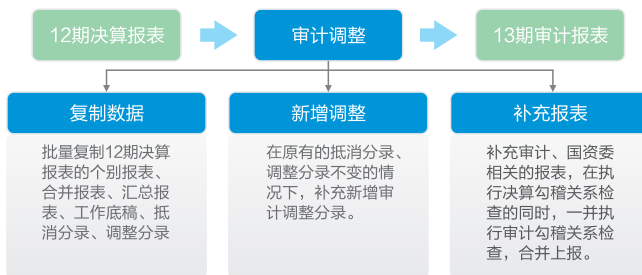 12期决算报表
审计调整
13期审计报表
复制数据
批量复制12期决算
报表的个别报表、
合并报表、汇总报
表、工作底稿、抵
消分录、调整分录
新增调整
在原有的抵消分录、
调整分录不变的情
况下，补充新增审
计调整分录。
补充报表
补充审计、国资委
相关的报表，在执
行决算勾稽关系检
查的同时，一并执
行审计勾稽关系检
查，合并上报。